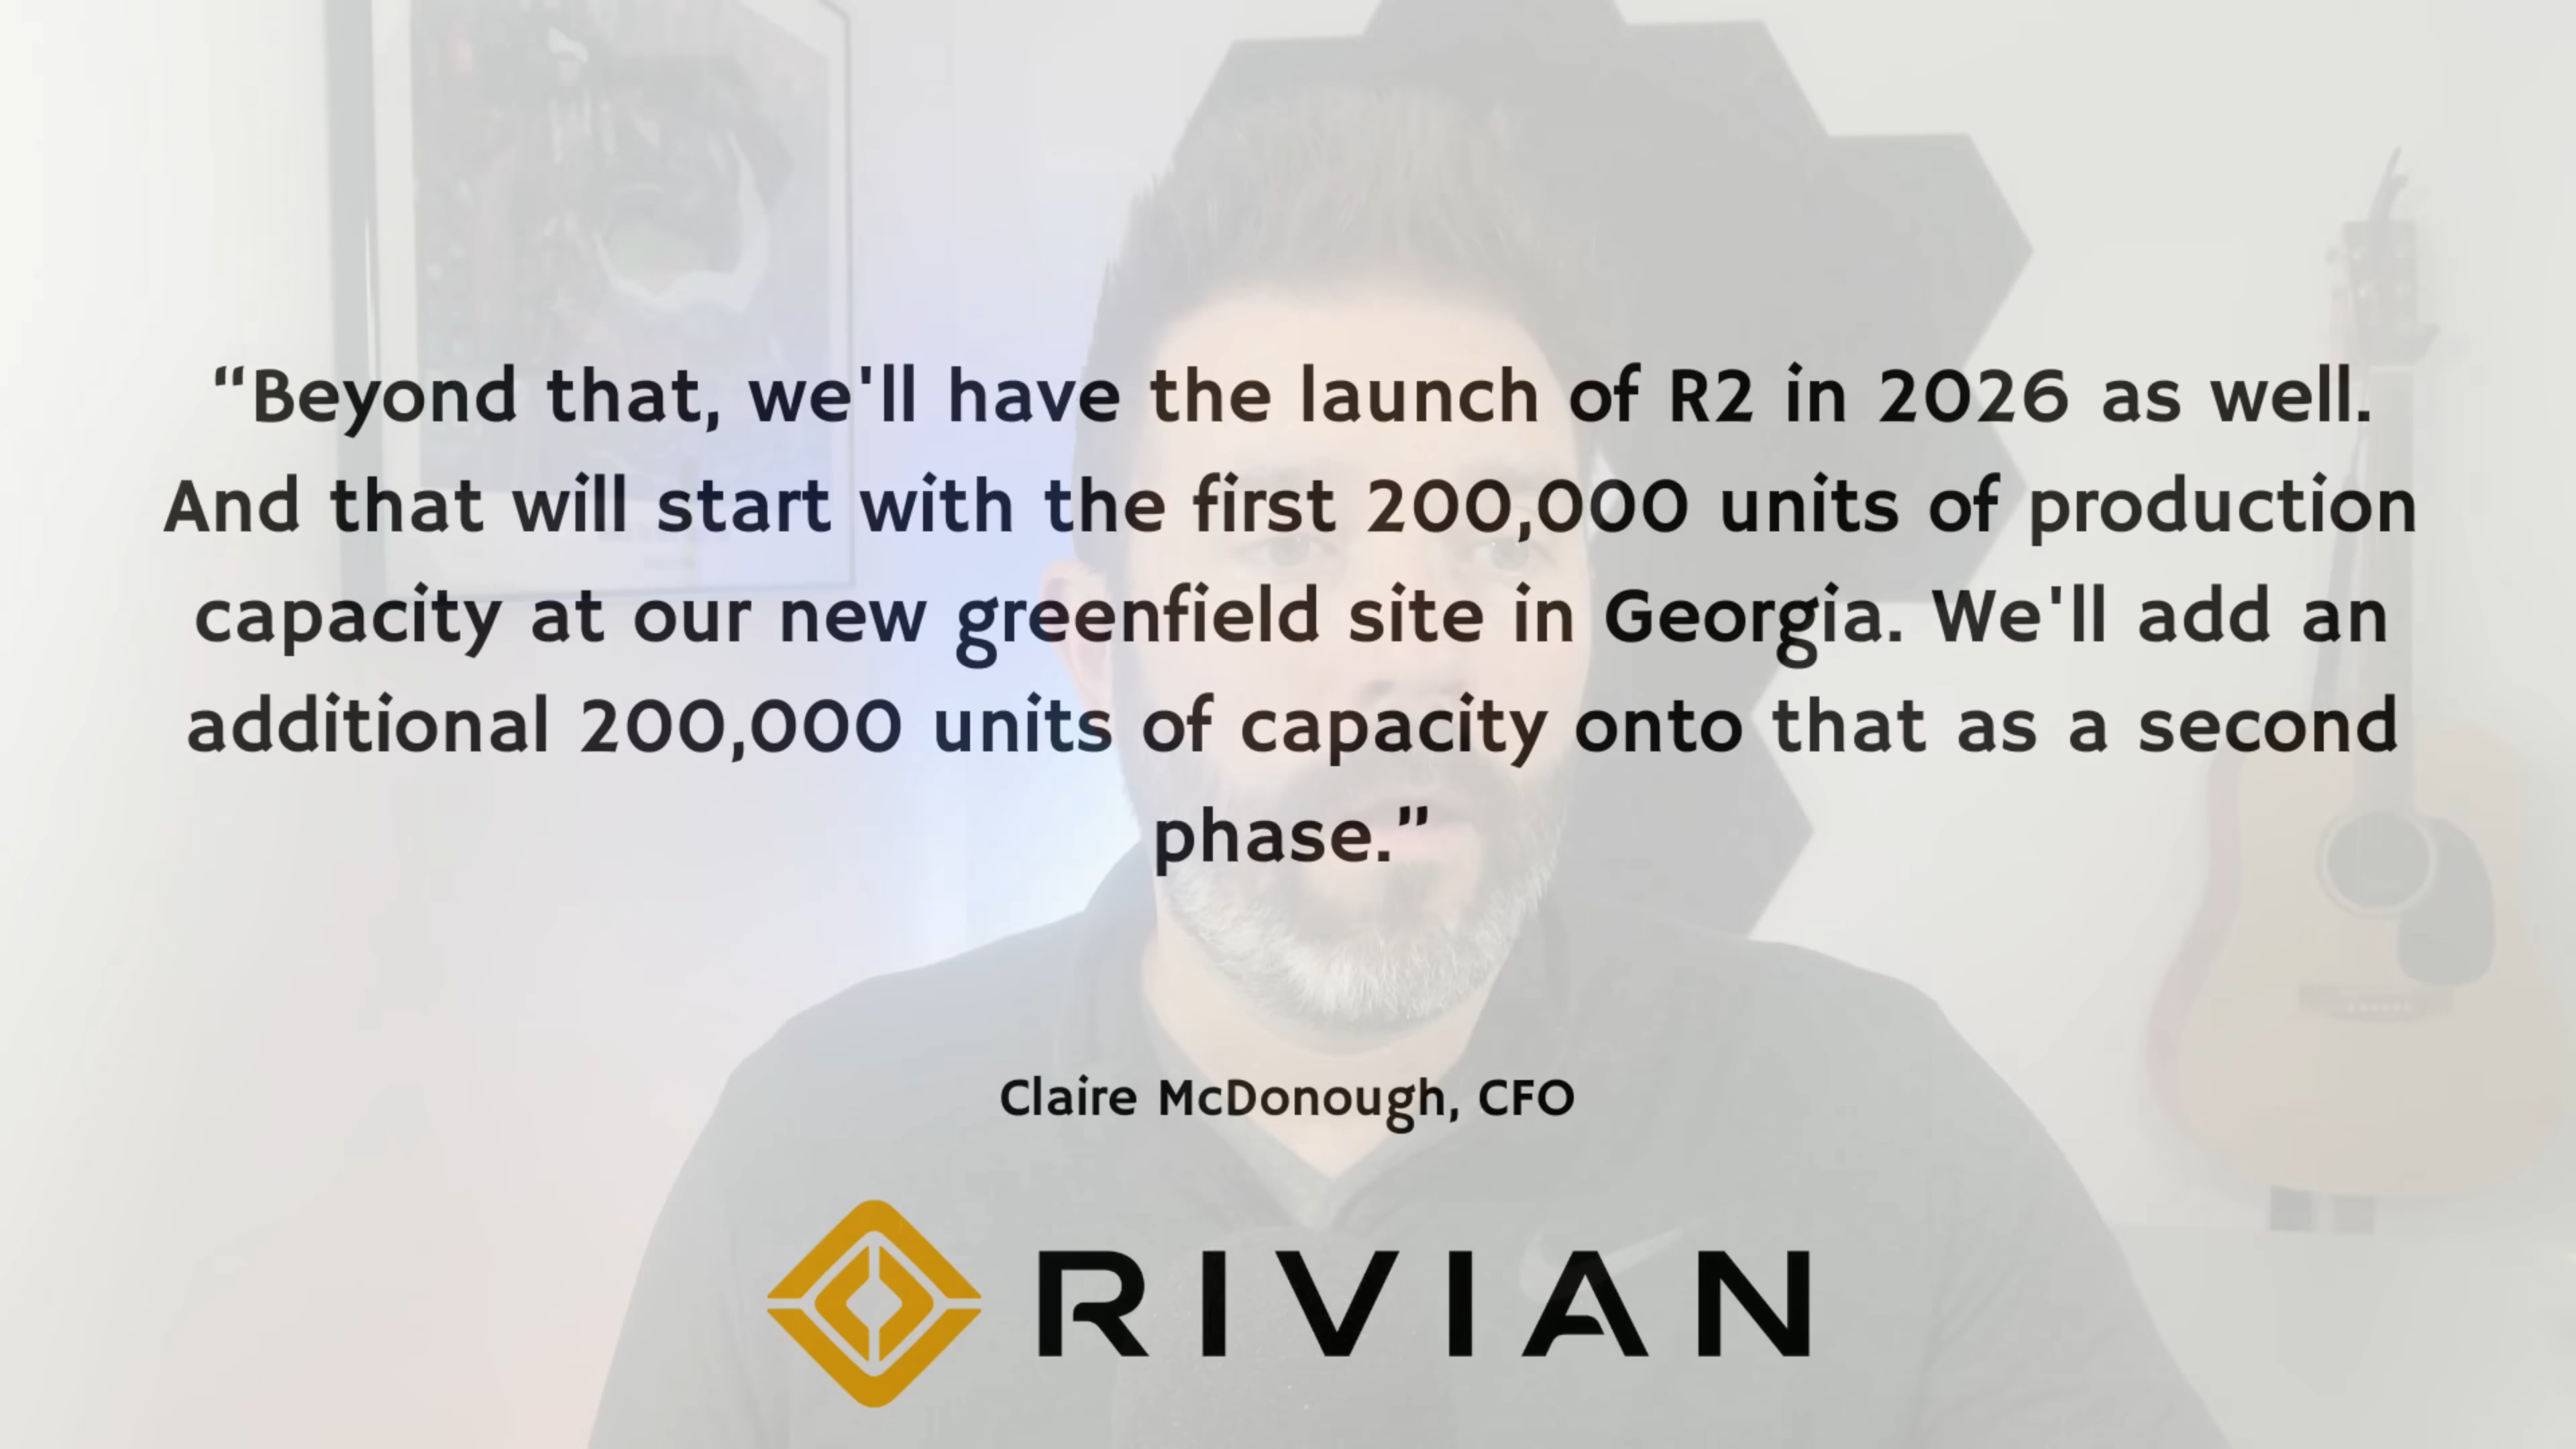 “Beyond that, we'll have the launch of R2 in 2026 as well.
And that will start with the first 200,000 units of production
capacity at our new greenfield site in Georgia. We'll add an
additional 200,000 units of capacity onto that as a second
phase.”
Claire McDonough, CFO
RIVIAN